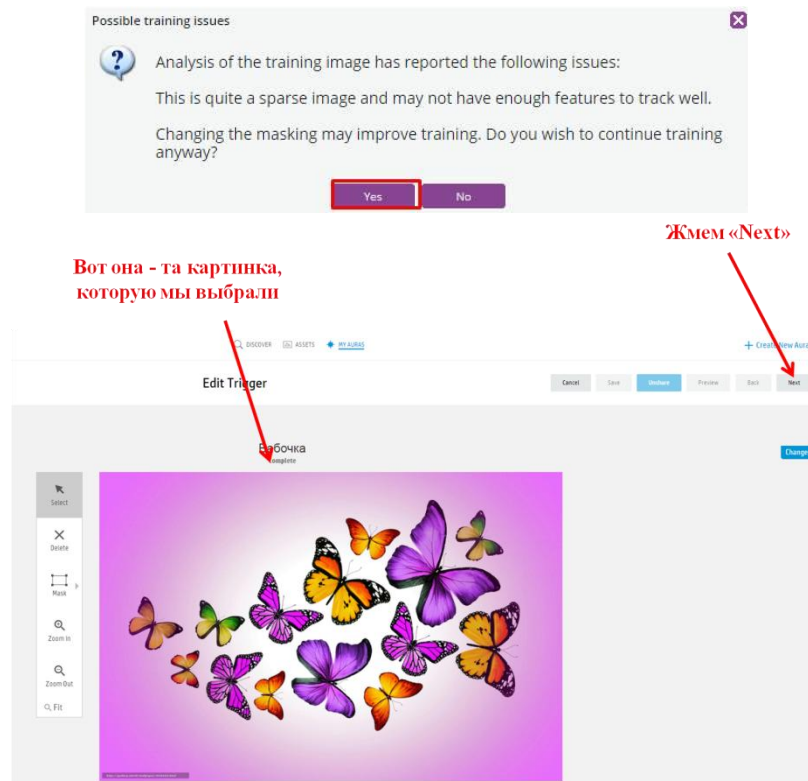 Possible training issues
Analysis of the training image has reported the following issues:
This is quite a sparse image and may not have enough features to track well.
Changing the masking may improve training. Do you wish to continue training
anyway?
Yes
No
Жмем «Next»
Вот она - та картинка,
которую мы выбрали
DISCOVER
ASSETS
MY AURAS
Create New Aura
Edit Trigger
Cancel
Save
Unshare
Preview
Back
Next
Бабочка
Complete
Change
Select
Delete
Mask
Zoom In
Zoom Out
Fit